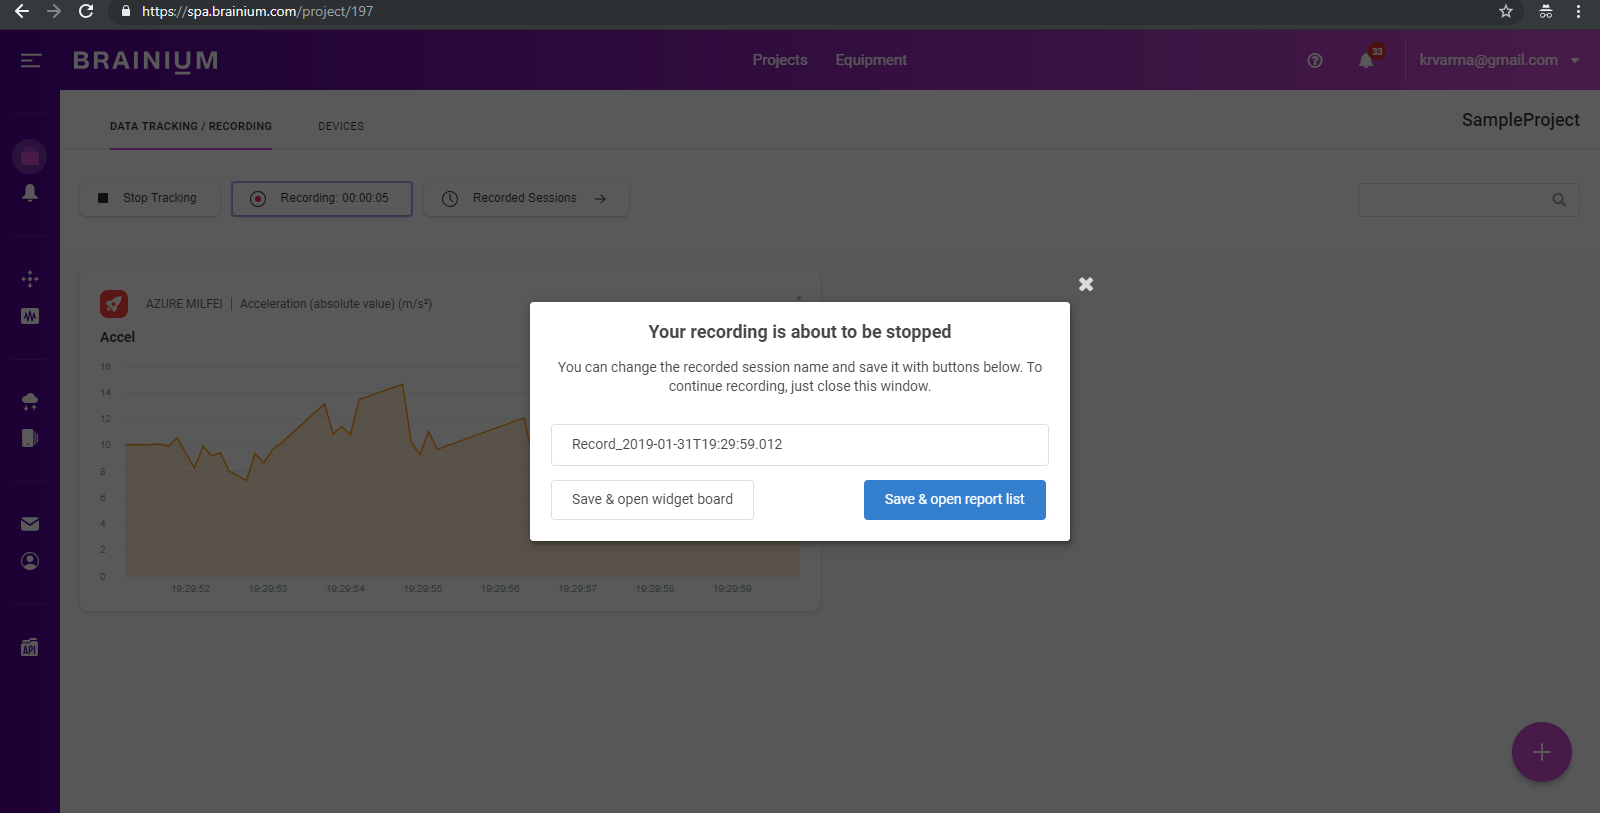 https://spa.brainium.com/project/197
BRAINIUM
Projects
Equipment
33
krvarma@gmail.com
DATA TRACKING / RECORDING
DEVICES
SampleProject
Stop Tracking
Recording: 00:00:05
Recorded Sessions
AZURE MILFEI | Acceleration (absolute value) (m/s²)
Accel
16
14
12
10
8
6
4
2
0
19:29:52
19:29:53
19:29:54
19:29:55
19:29:56
19:29:57
19:29:58
19:29:59
Your recording is about to be stopped
You can change the recorded session name and save it with buttons below. To
continue recording, just close this window.
Record_2019-01-31T19:29:59.012
Save & open widget board
Save & open report list
API